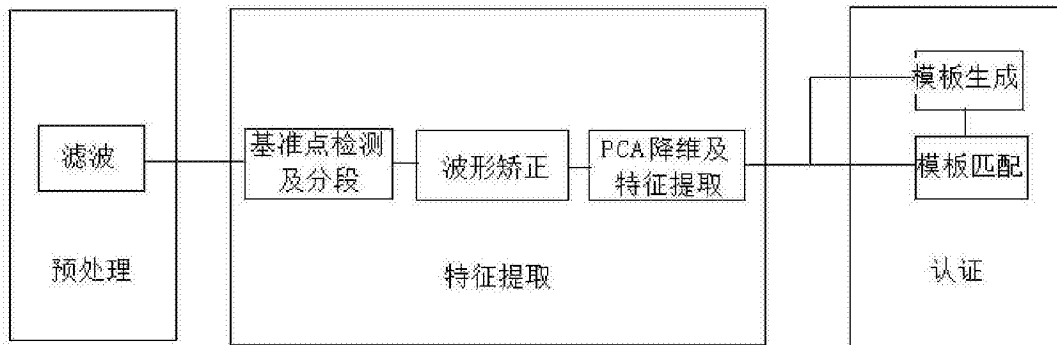 滤波
预处理
基准点检测
及分段
波形矫正
PCA降维及
特征提取
特征提取
模板生成
模板匹配
认证